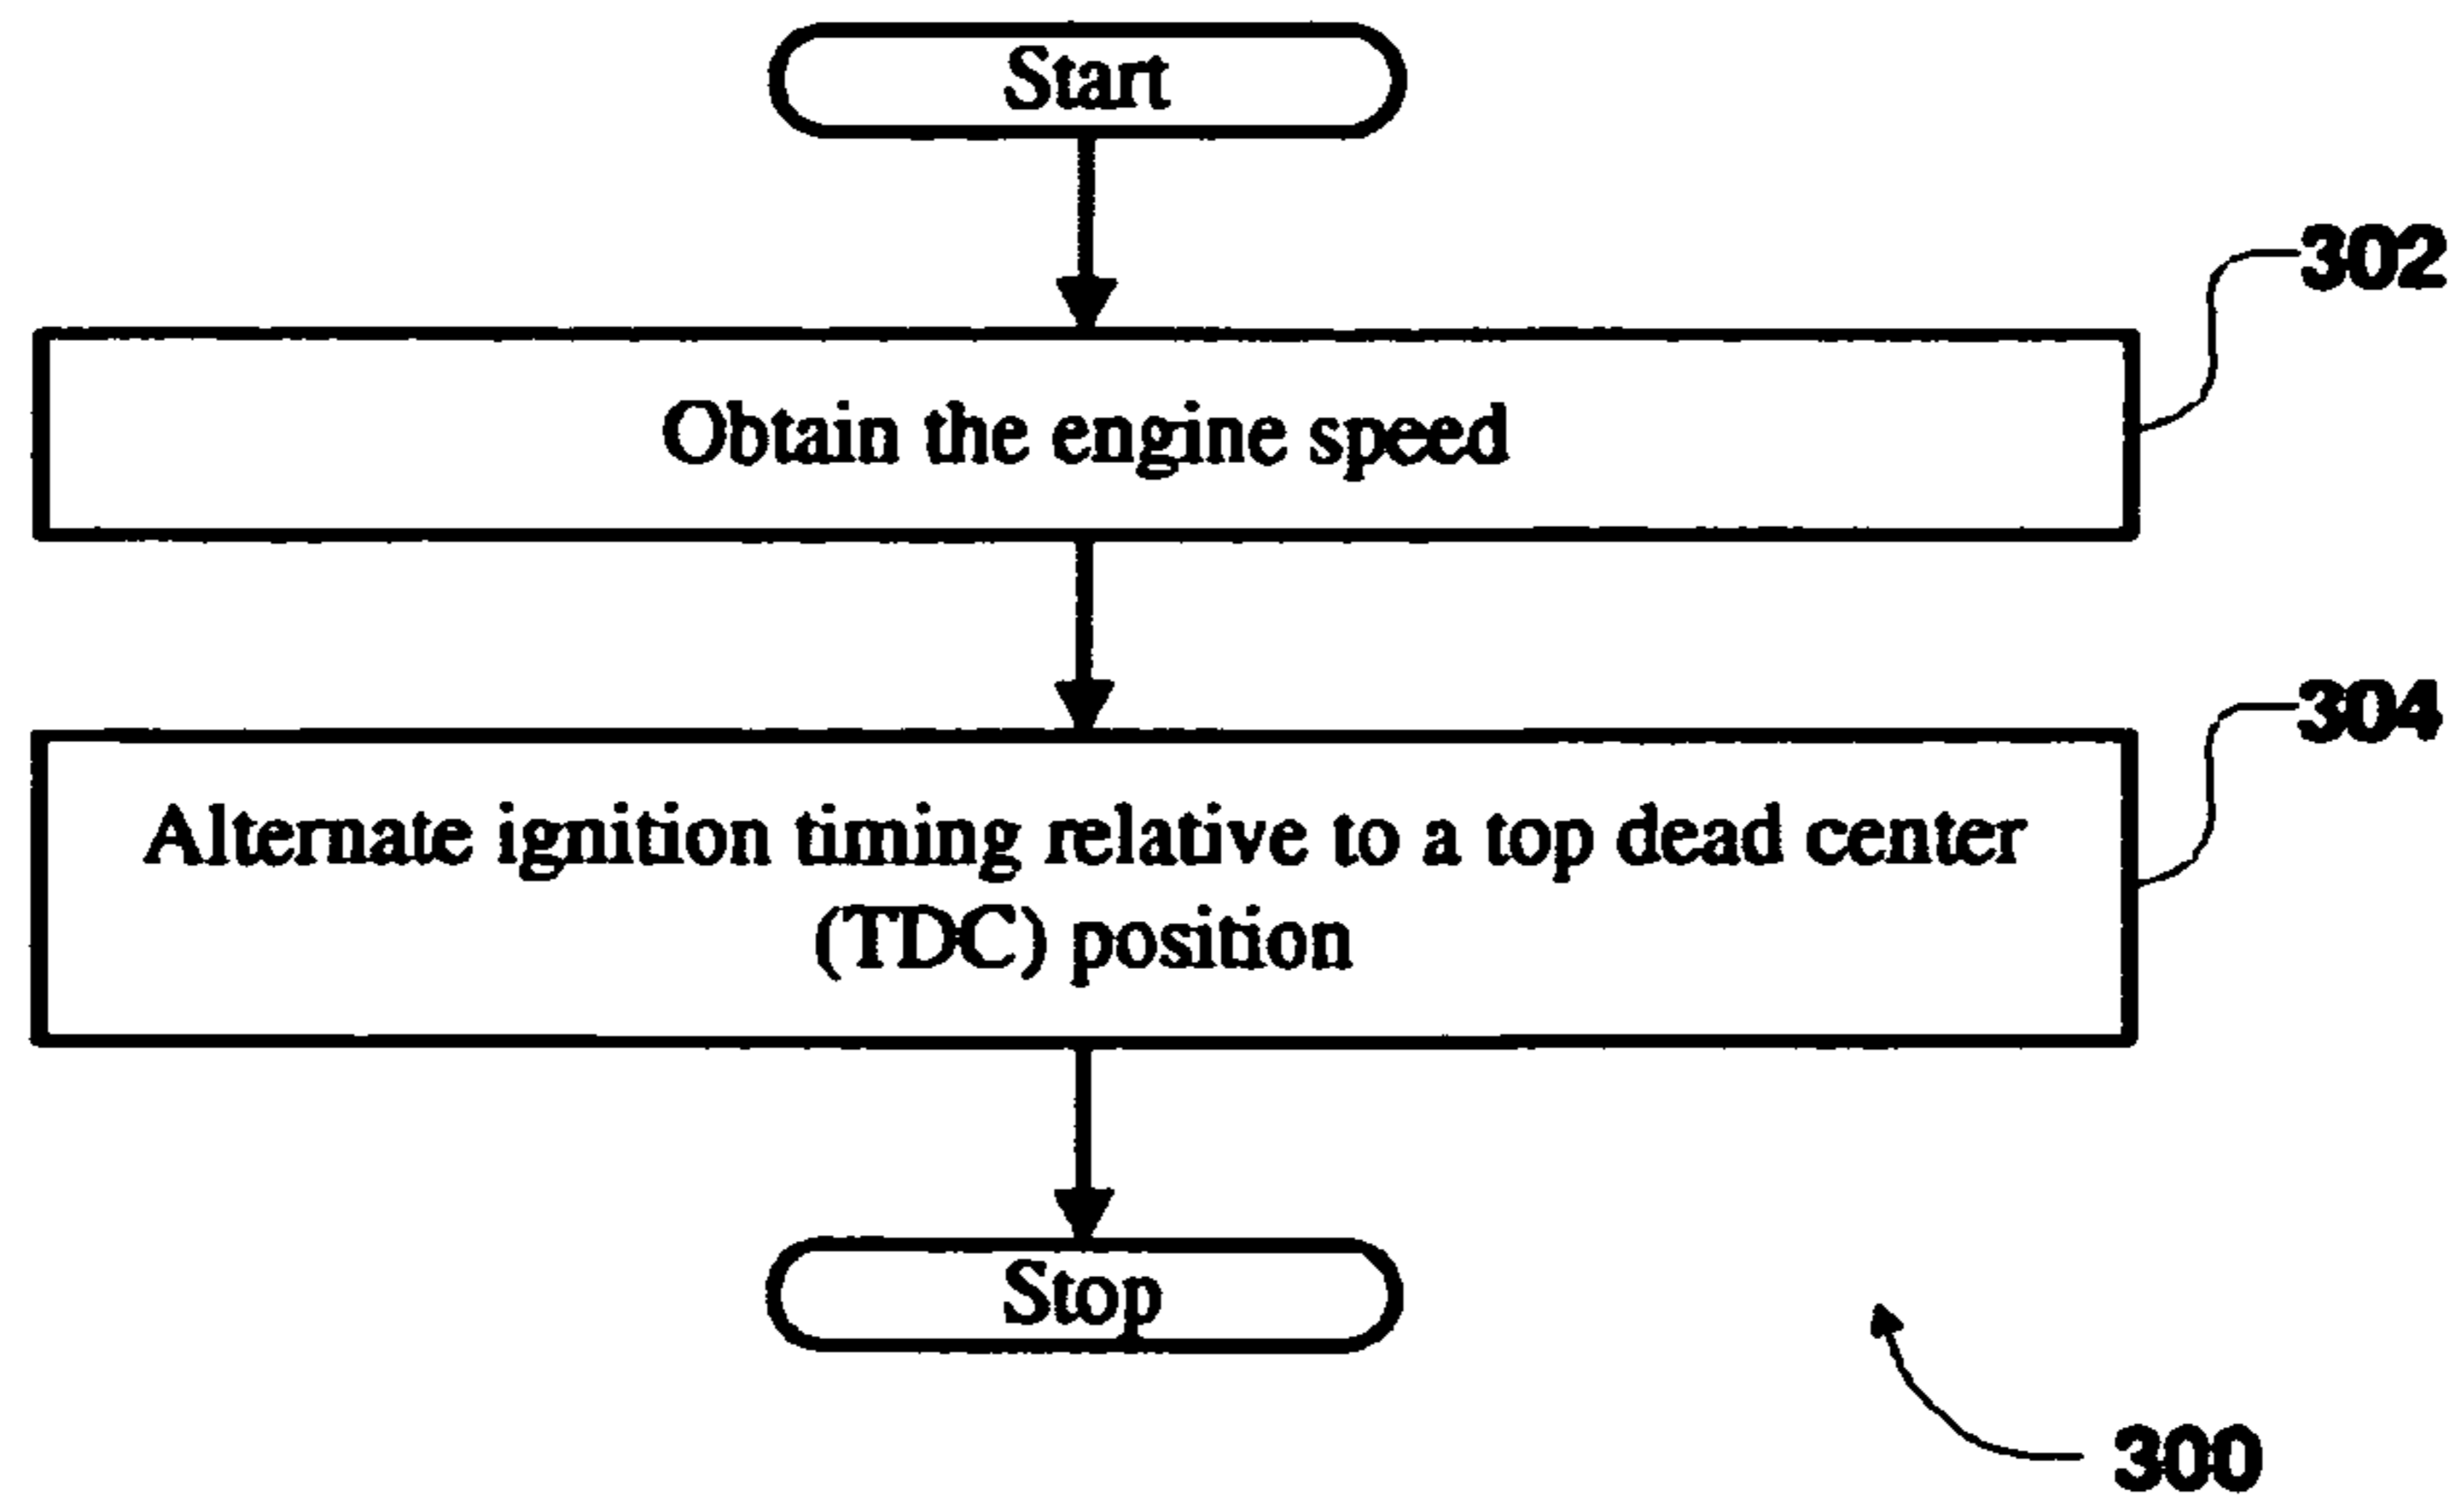 Start
302
Obtain the engine speed
304
Alternate ignition timing relative to a top dead center
(TDC) position
Stop
300